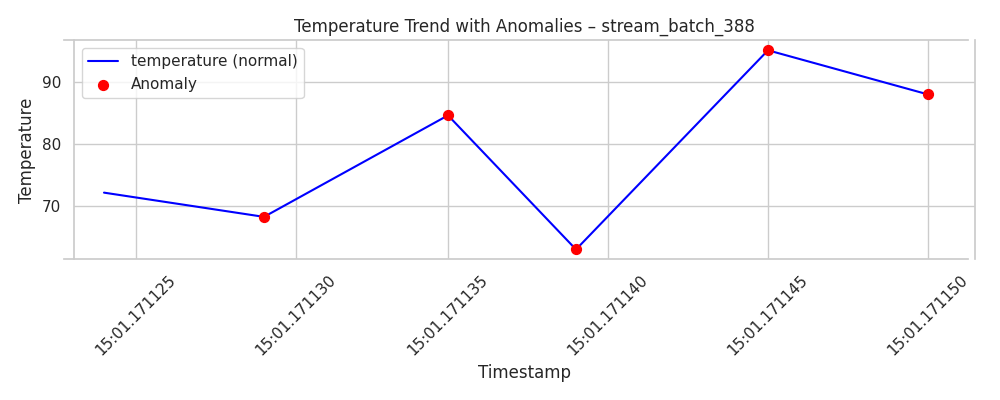 Temperature Trend with Anomalies – stream_batch_388
temperature (normal)
Anomaly
Temperature
90
80
70
15:01.171125
15:01.171130
15:01.171135
15:01.171140
15:01.171145
15:01.171150
Timestamp